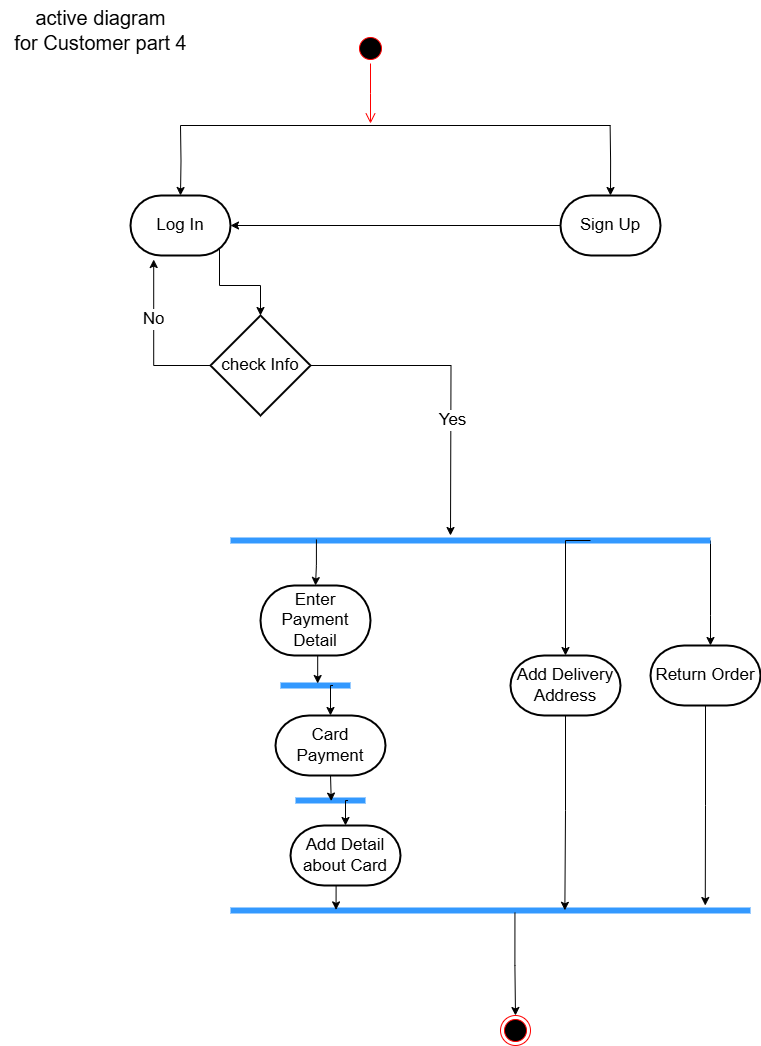 active diagram
for Customer part 4
Log In
Sign Up
No
check Info
Yes
Enter
Payment
Detail
Add Delivery
Address
Return Order
Card
Payment
Add Detail
about Card